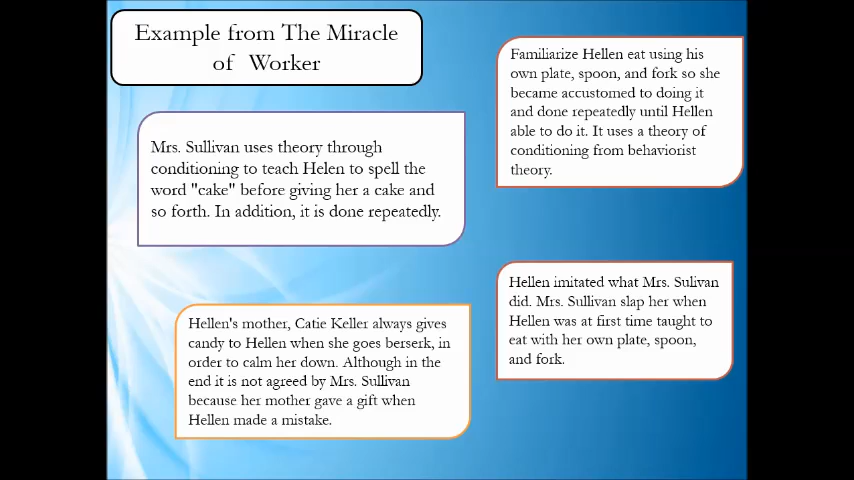 Example from The Miracle
of Worker
Mrs. Sullivan uses theory through
conditioning to teach Helen to spell the
word "cake" before giving her a cake and
so forth. In addition, it is done repeatedly.
Hellen's mother, Catie Keller always gives
candy to Hellen when she goes berserk, in
order to calm her down. Although in the
end it is not agreed by Mrs. Sullivan
because her mother gave a gift when
Hellen made a mistake.
Familiarize Hellen eat using his
own plate, spoon, and fork so she
became accustomed to doing it
and done repeatedly until Hellen
able to do it. It uses a theory of
conditioning from behaviorist
theory.
Hellen imitated what Mrs. Sulivan
did. Mrs. Sullivan slap her when
Hellen was at first time taught to
eat with her own plate, spoon,
and fork.